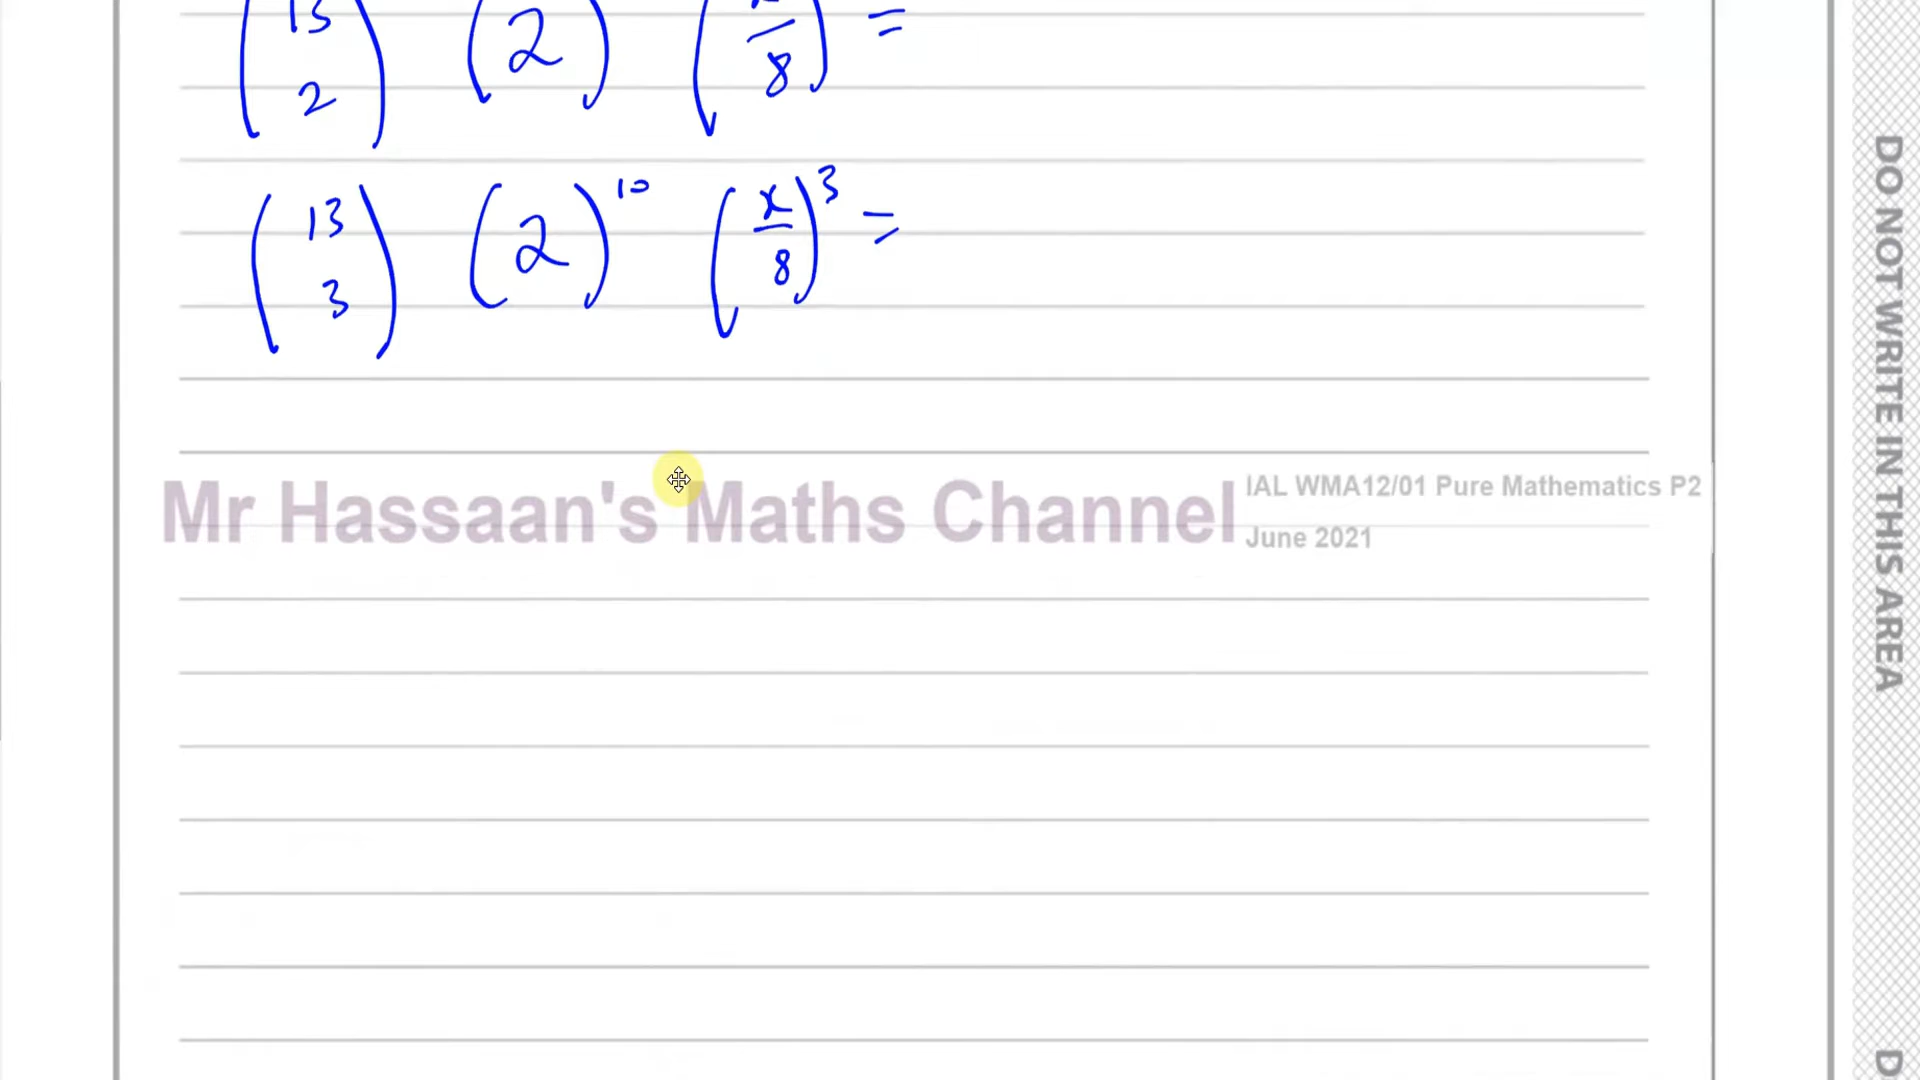 (13 2) (2) (x/8) =
(13 3) (2)^10 (x/8)^3 =
Mr Hassaan's Maths Channel
IAL WMA12/01 Pure Mathematics P2
June 2021
DO NOT WRITE IN THIS AREA
D